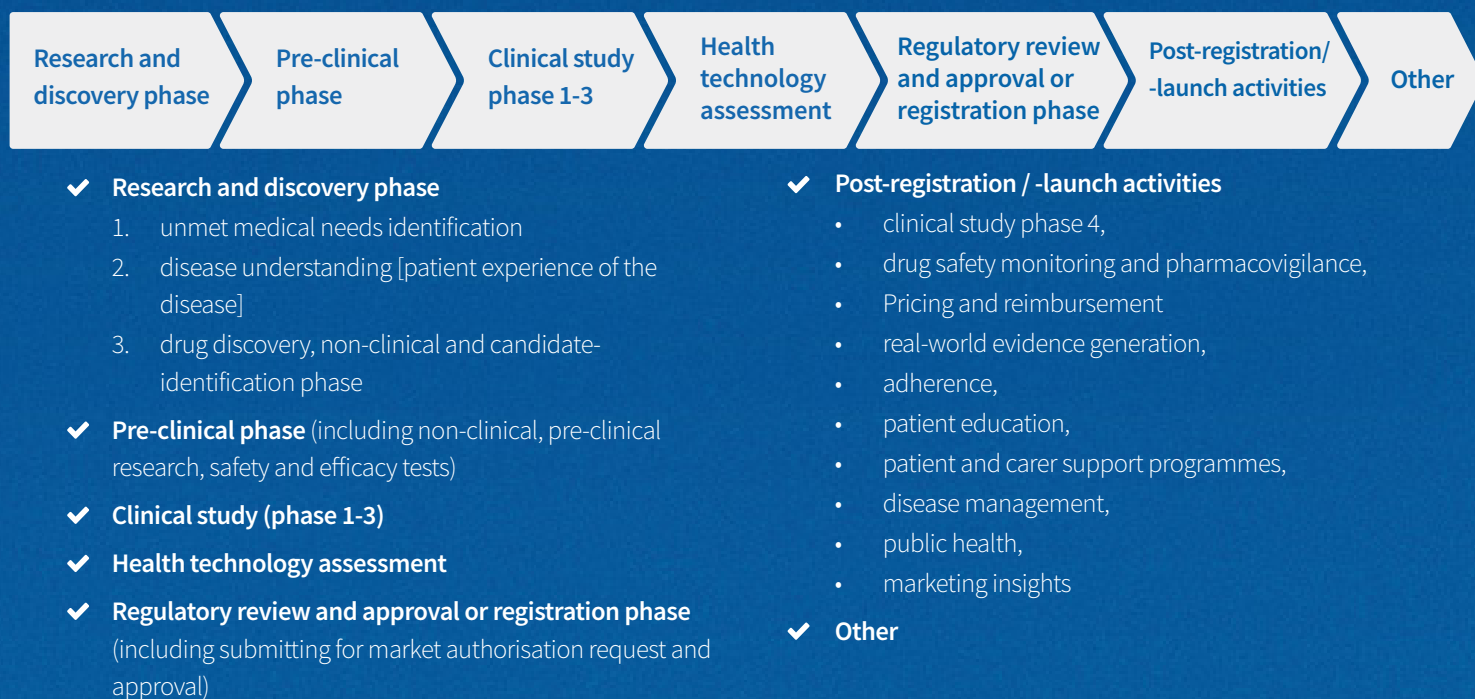 Research and
discovery phase
Pre-clinical
phase
Clinical study
phase 1-3
Health
technology
assessment
Regulatory review
and approval or
registration phase
Post-registration/
-launch activities
Other
✔ Research and discovery phase
1. unmet medical needs identification
2. disease understanding [patient experience of the
disease]
3. drug discovery, non-clinical and candidate-
identification phase
✔ Pre-clinical phase (including non-clinical, pre-clinical
research, safety and efficacy tests)
✔ Clinical study (phase 1-3)
✔ Health technology assessment
✔ Regulatory review and approval or registration phase
(including submitting for market authorisation request and
approval)
✔ Post-registration / -launch activities
• clinical study phase 4,
• drug safety monitoring and pharmacovigilance,
• Pricing and reimbursement
• real-world evidence generation,
• adherence,
• patient education,
• patient and carer support programmes,
• disease management,
• public health,
• marketing insights
✔ Other